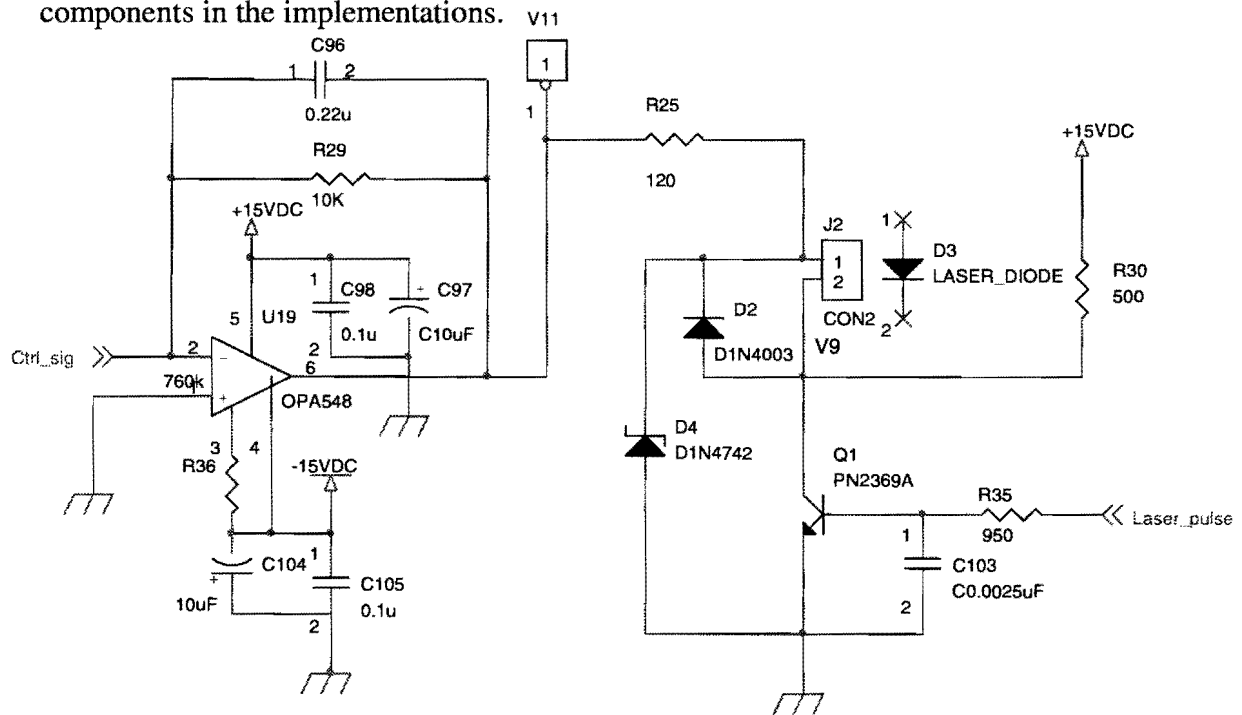 components in the implementations.
V11
C96
1
1
2
0.22u
1
R25
120
R29
10K
+15VDC
+15VDC
J2
1
1
2
D3
LASER_DIODE
R30
500
1
C98
C97
+
5
U19
0.1u
C10uF
D2
D1N4003
CON2
2
V9
Ctrl_sig
2
−
2
6
760k
1
+
OPA548
D4
D1N4742
3
4
R36
-15VDC
Q1
PN2369A
R35
950
Laser_pulse
C104
1
+
10uF
C105
0.1u
2
1
C103
C0.0025uF
2